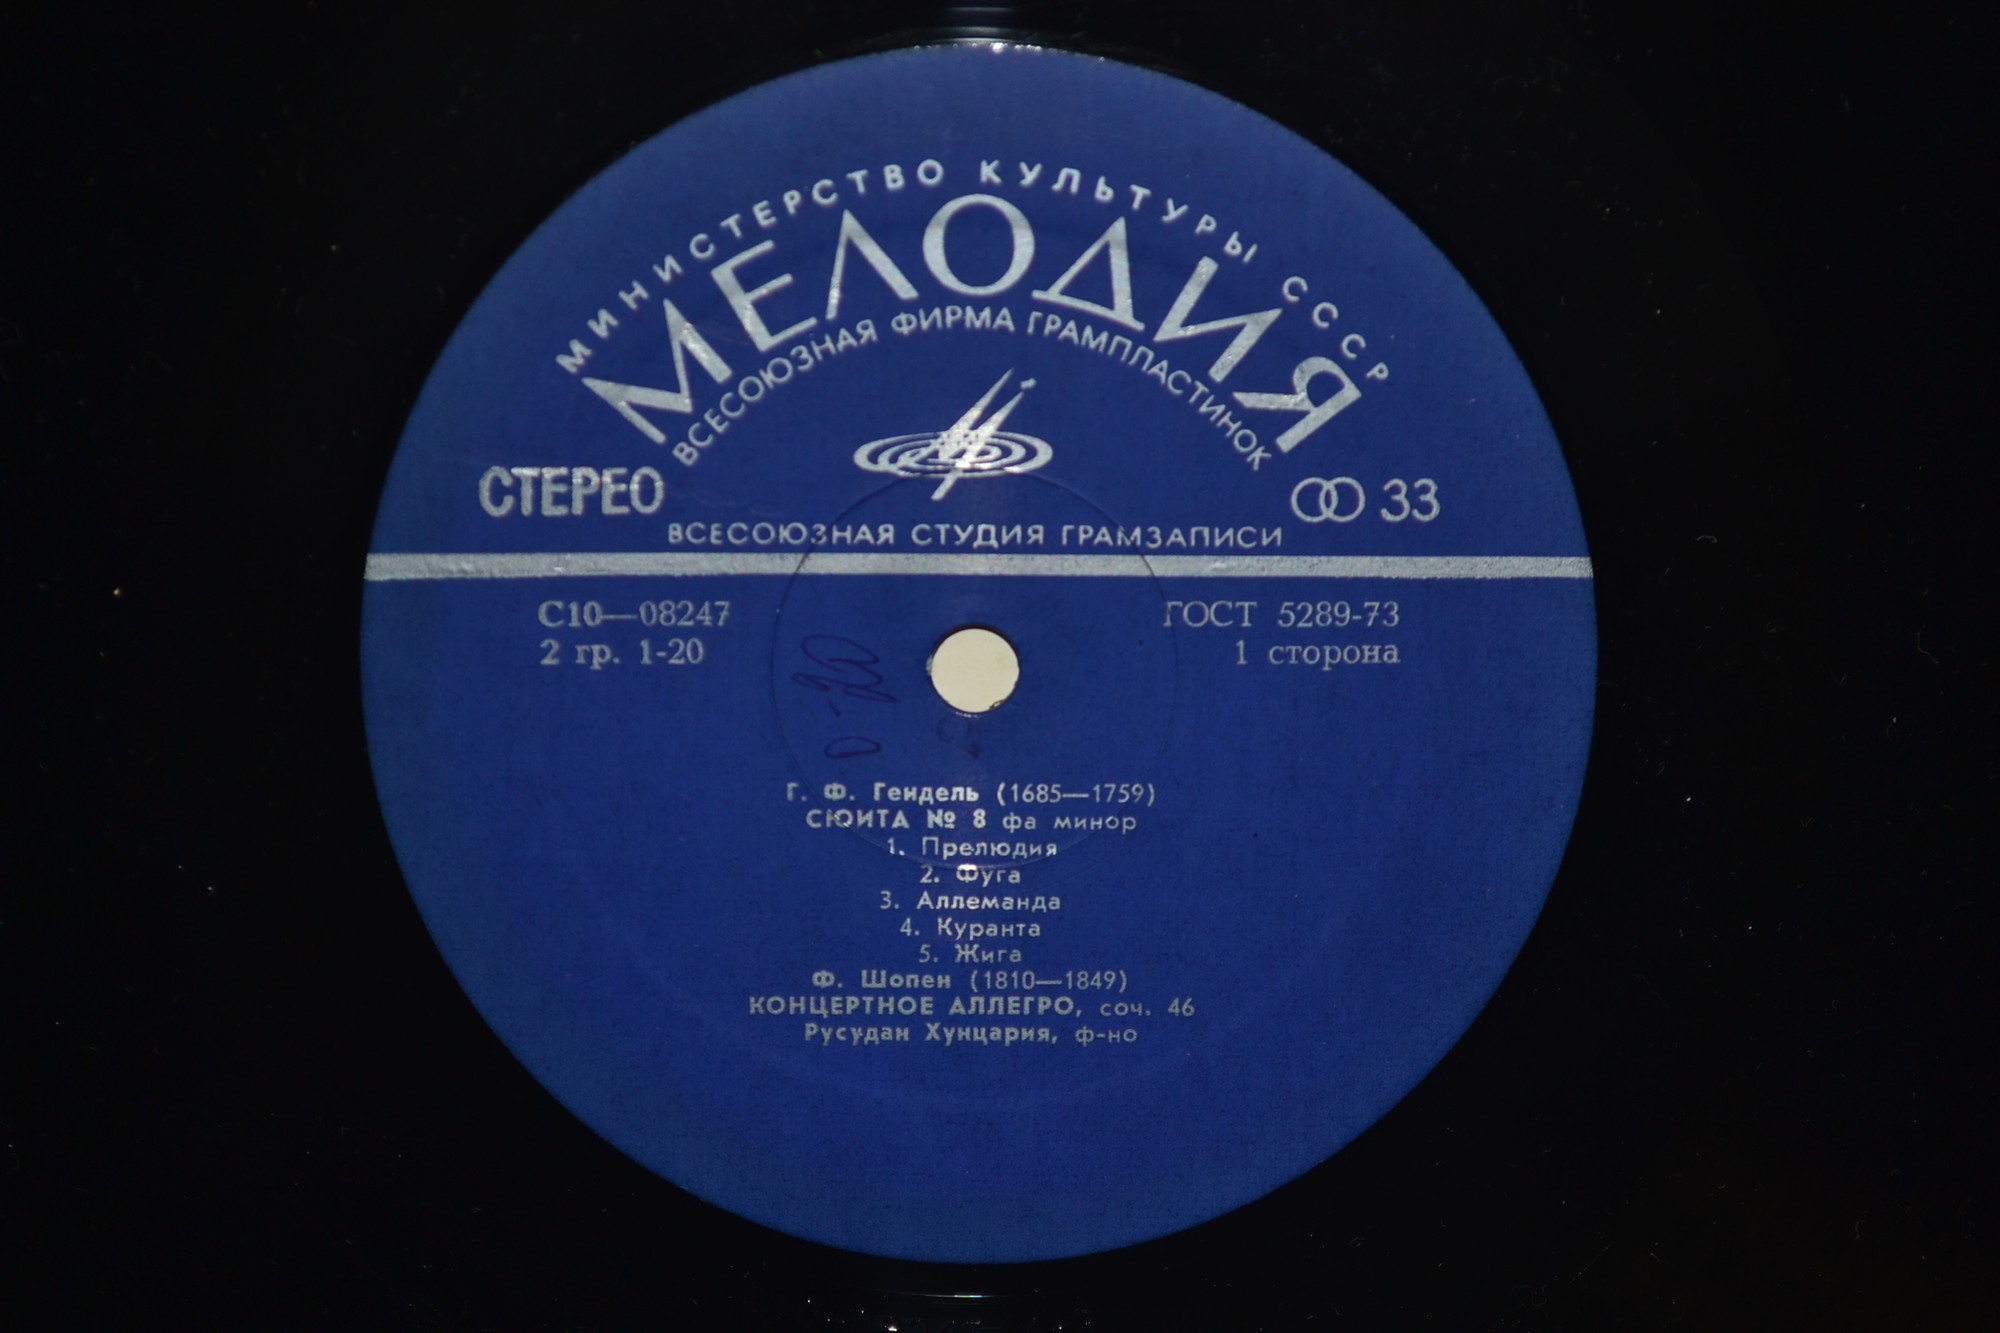 МИНИСТЕРСТВО КУЛЬТУРЫ СССР
МЕЛОДИЯ
ВСЕСОЮЗНАЯ ФИРМА ГРАМПЛАСТИНОК
СТЕРЕО
33
ВСЕСОЮЗНАЯ СТУДИЯ ГРАМЗАПИСИ
С10—08247
ГОСТ 5289-73
2 гр. 1-20
1 сторона
Г. Ф. Гендель (1685—1759)
СЮИТА № 8 фа минор
1. Прелюдия
2. Фуга
3. Аллеманда
4. Куранта
5. Жига
Ф. Шопен (1810—1849)
КОНЦЕРТНОЕ АЛЛЕГРО, соч. 46
Русудан Хунцария, ф-но